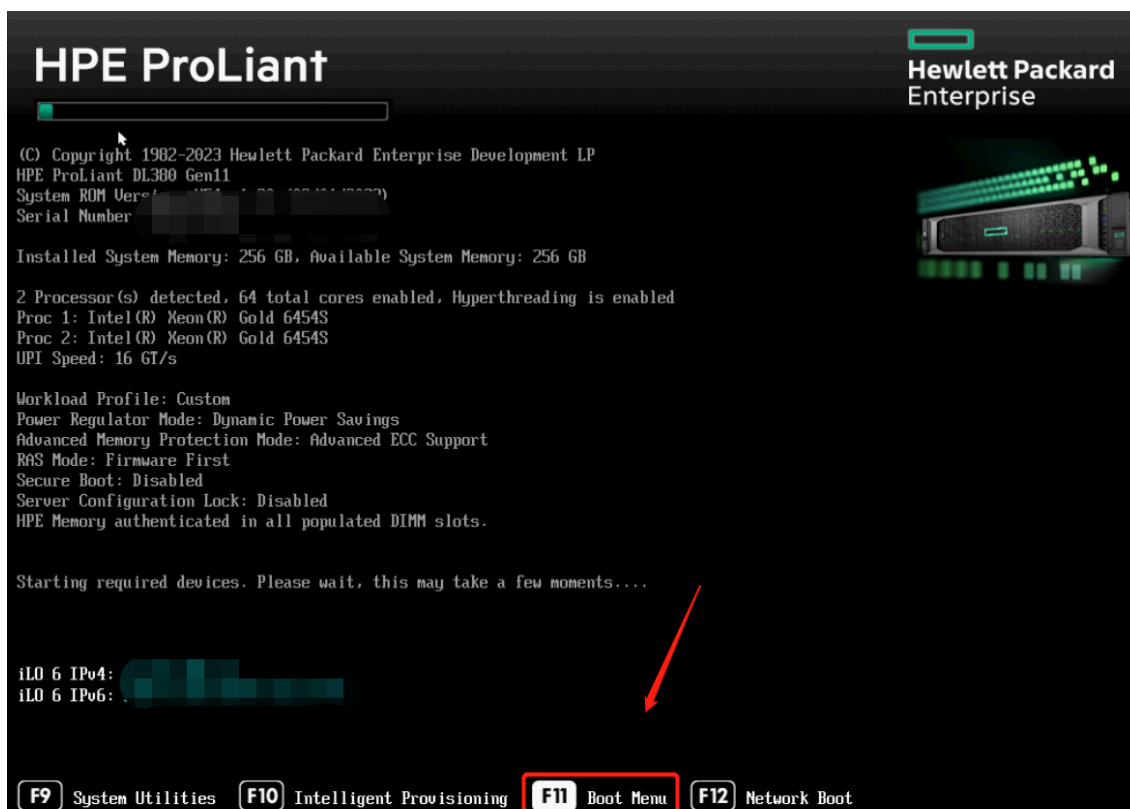 HPE ProLiant
Hewlett Packard
Enterprise
(C) Copyright 1982-2023 Hewlett Packard Enterprise Development LP
HPE ProLiant DL380 Gen11
System ROM
Serial Number
Installed System Memory: 256 GB, Available System Memory: 256 GB
2 Processor(s) detected, 64 total cores enabled, Hyperthreading is enabled
Proc 1: Intel(R) Xeon(R) Gold 6454S
Proc 2: Intel(R) Xeon(R) Gold 6454S
UPI Speed: 16 GT/s
Workload Profile: Custom
Power Regulator Mode: Dynamic Power Savings
Advanced Memory Protection Mode: Advanced ECC Support
RAS Mode: Firmware First
Secure Boot: Disabled
Server Configuration Lock: Disabled
HPE Memory authenticated in all populated DIMM slots.
Starting required devices. Please wait, this may take a few moments....
iLO 6 IPv4:
iLO 6 IPv6:
F9 System Utilities F10 Intelligent Provisioning F11 Boot Menu F12 Network Boot